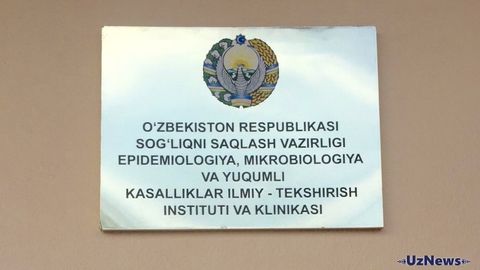 O‘ZBEKISTON RESPUBLIKASI
SOG‘LIQNI SAQLASH VAZIRLIGI
EPIDEMIOLOGIYA, MIKROBIOLOGIYA
VA YUQUMLI
KASALLIKLAR ILMIY - TEKSHIRISH
INSTITUTI VA KLINIKASI
UzNews